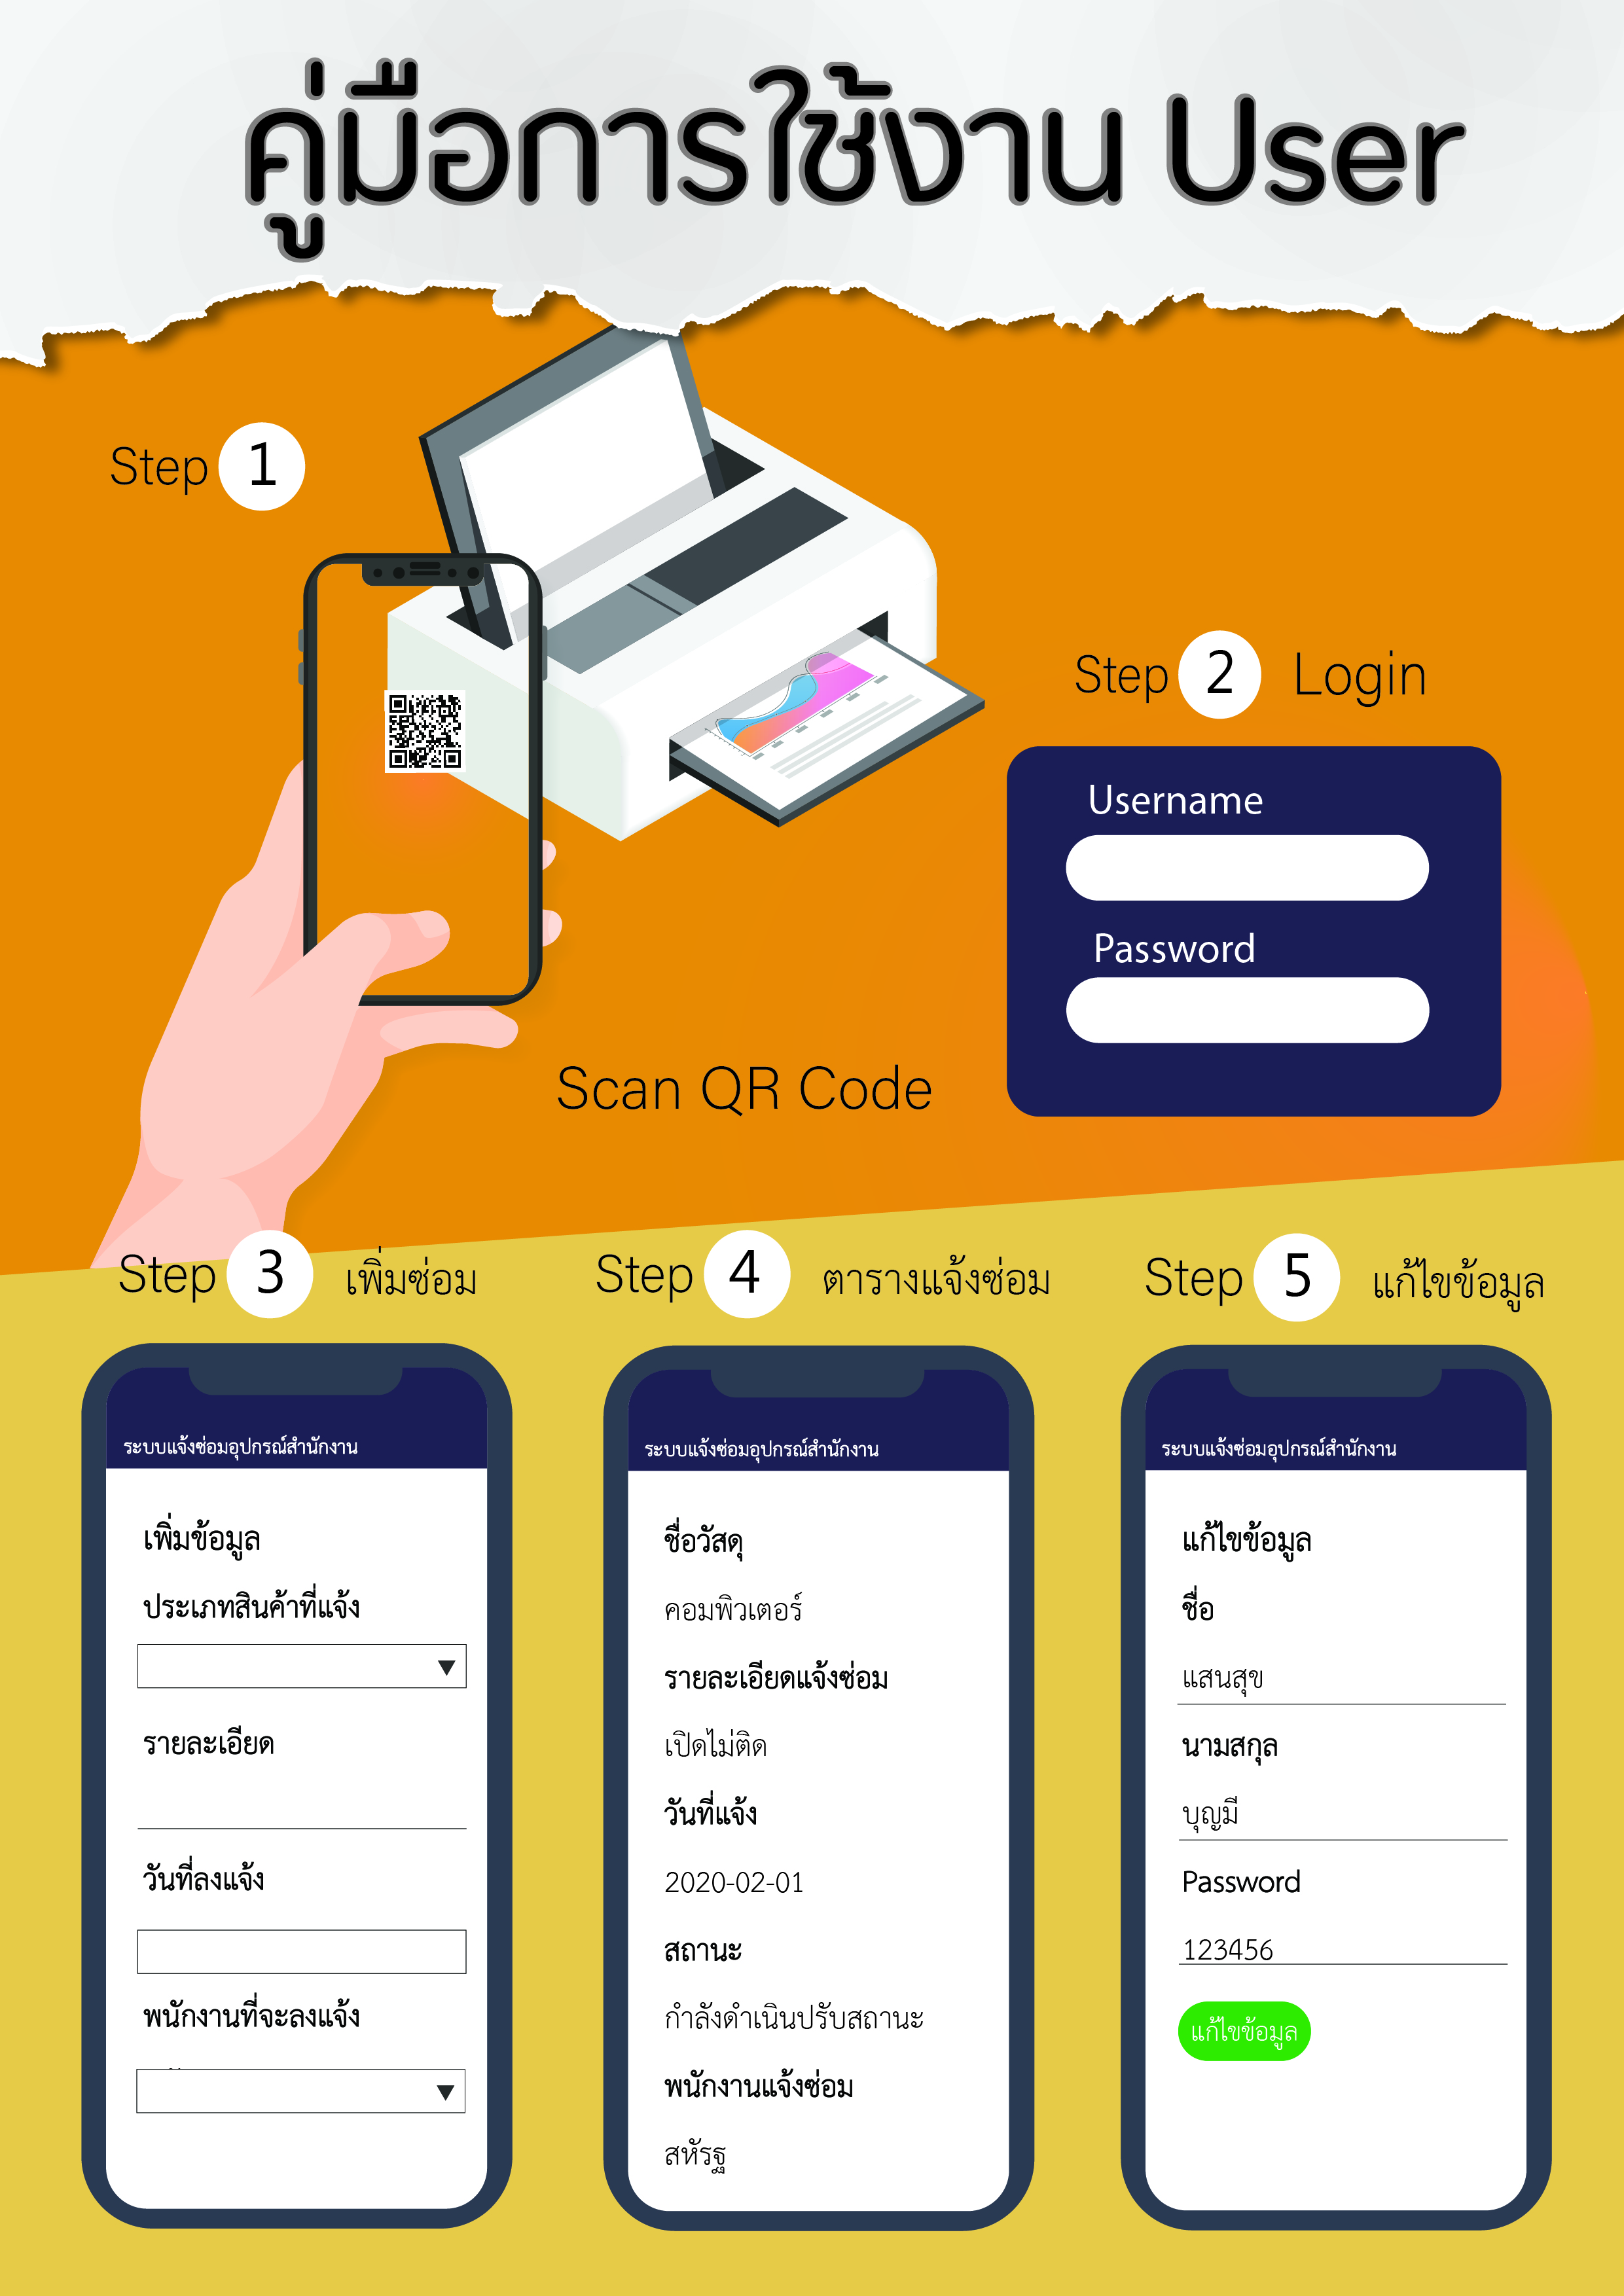 คู่มือการใช้งาน User
Step 1
Scan QR Code
Step 2 Login
Username
Password
Step 3 เพิ่มซ่อม
ระบบแจ้งซ่อมอุปกรณ์สำนักงาน
เพิ่มข้อมูล
ประเภทสินค้าที่แจ้ง
รายละเอียด
วันที่ลงแจ้ง
พนักงานที่จะลงแจ้ง
Step 4 ตารางแจ้งซ่อม
ระบบแจ้งซ่อมอุปกรณ์สำนักงาน
ชื่อวัสดุ
คอมพิวเตอร์
รายละเอียดแจ้งซ่อม
เปิดไม่ติด
วันที่แจ้ง
2020-02-01
สถานะ
กำลังดำเนินปรับสถานะ
พนักงานแจ้งซ่อม
สหัรฐ
Step 5 แก้ไขข้อมูล
ระบบแจ้งซ่อมอุปกรณ์สำนักงาน
แก้ไขข้อมูล
ชื่อ
แสนสุข
นามสกุล
บุญมี
Password
123456
แก้ไขข้อมูล